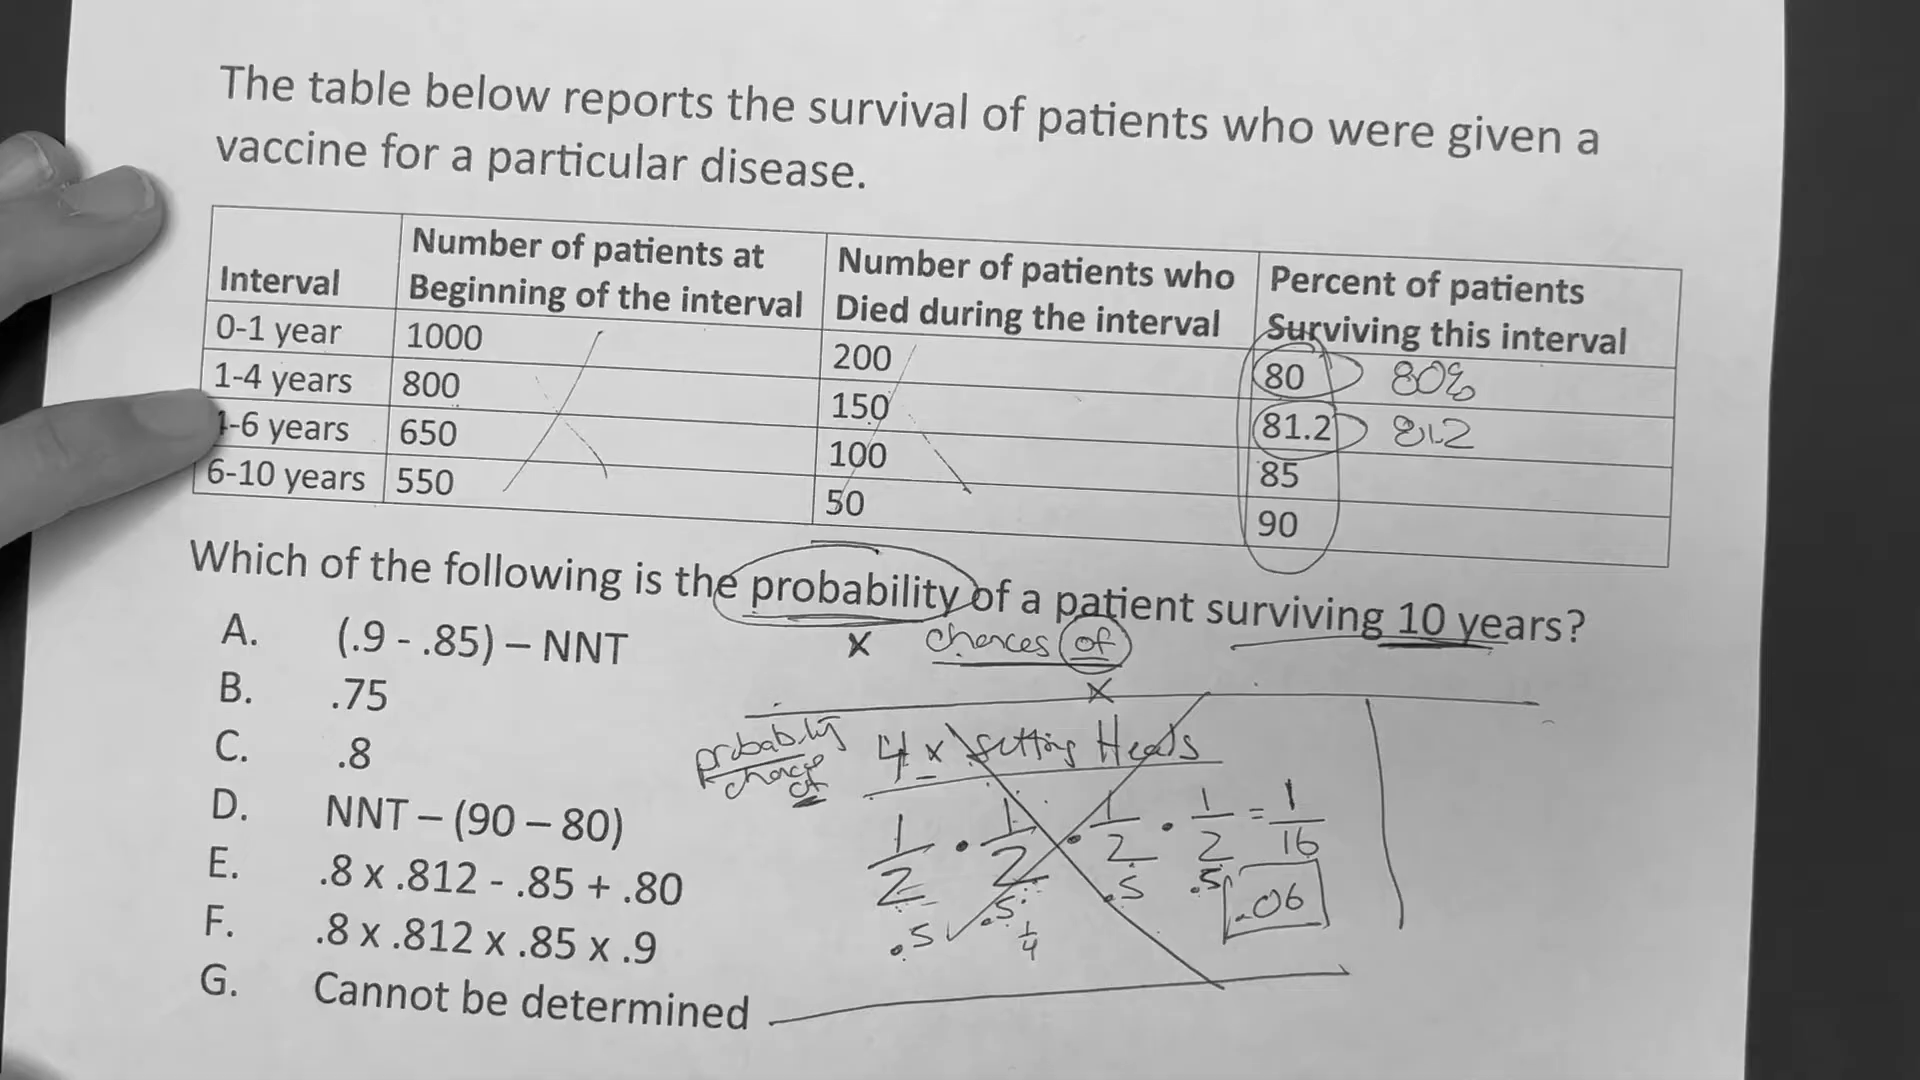 The table below reports the survival of patients who were given a
vaccine for a particular disease.
Interval
Number of patients at
Beginning of the interval
Number of patients who
Died during the interval
Percent of patients
Surviving this interval
0-1 year 1000 200 80 80%
1-4 years 800 150 81.2 81.2
-6 years 650 100 85
6-10 years 550 50 90
Which of the following is the probability of a patient surviving 10 years?
x chances of
x
A. (.9 - .85) – NNT
B. .75
C. .8
D. NNT – (90 – 80)
E. .8 x .812 - .85 + .80
F. .8 x .812 x .85 x .9
G. Cannot be determined
probability
chance
of
4 x getting Heads
1/2 · 1/2 · 1/2 · 1/2 = 1/16
.5 .5 .5 .5 .06
1/4